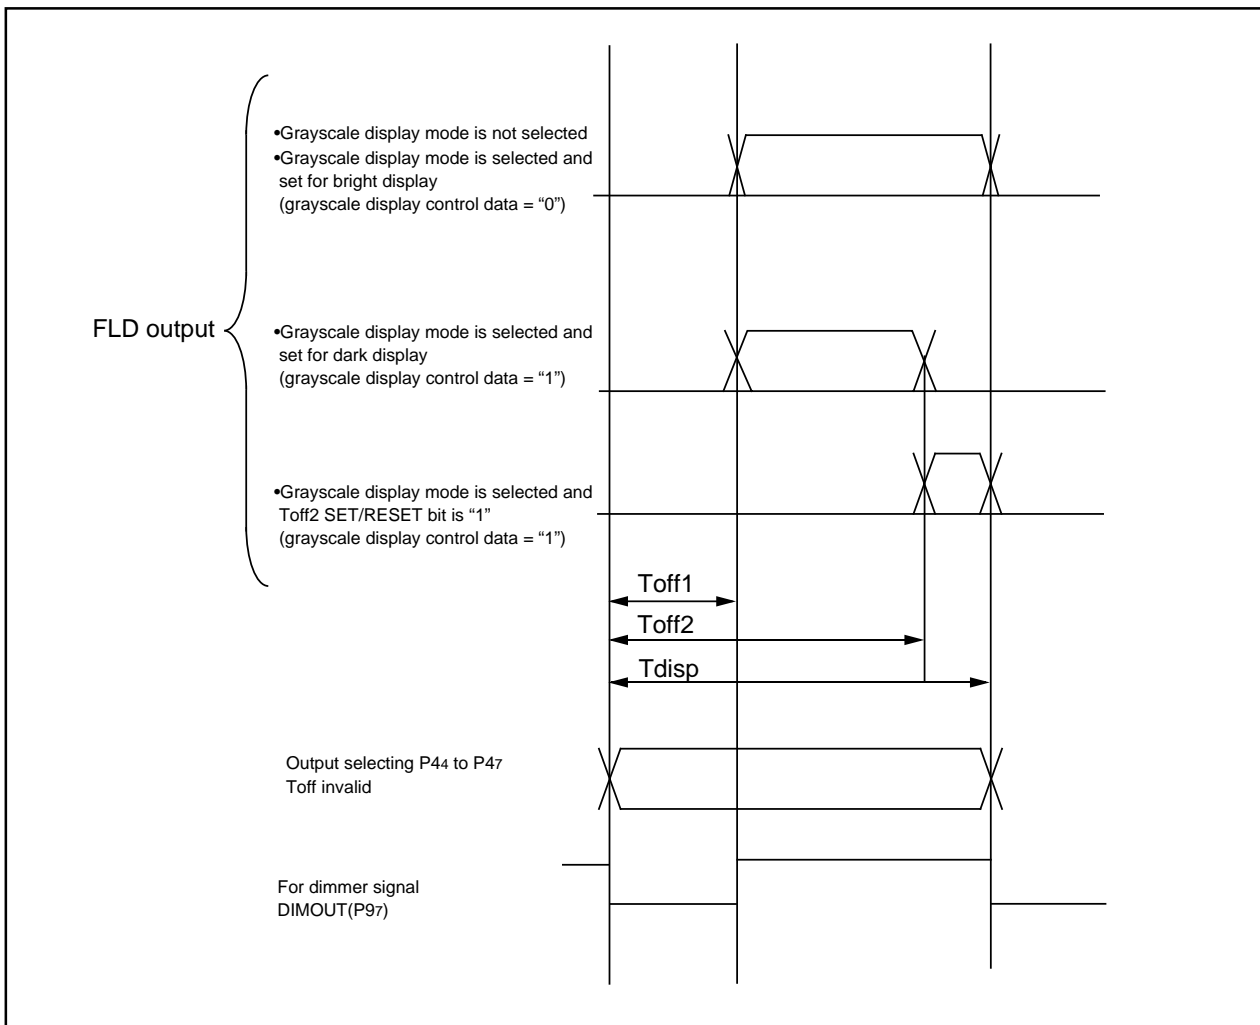 •Grayscale display mode is not selected
•Grayscale display mode is selected and
set for bright display
(grayscale display control data = “0”)
FLD output
•Grayscale display mode is selected and
set for dark display
(grayscale display control data = “1”)
•Grayscale display mode is selected and
Toff2 SET/RESET bit is “1”
(grayscale display control data = “1”)
Toff1
Toff2
Tdisp
Output selecting P44 to P47
Toff invalid
For dimmer signal
DIMOUT(P97)